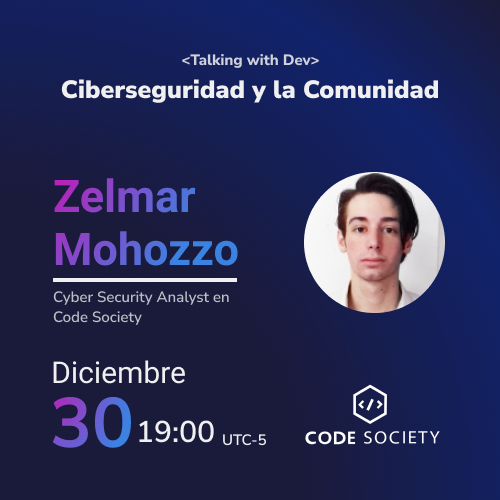 <Talking with Dev>
Ciberseguridad y la Comunidad
Zelmar
Mohozzo
Cyber Security Analyst en
Code Society
Diciembre
30 19:00 UTC-5
</>
CODE SOCIETY